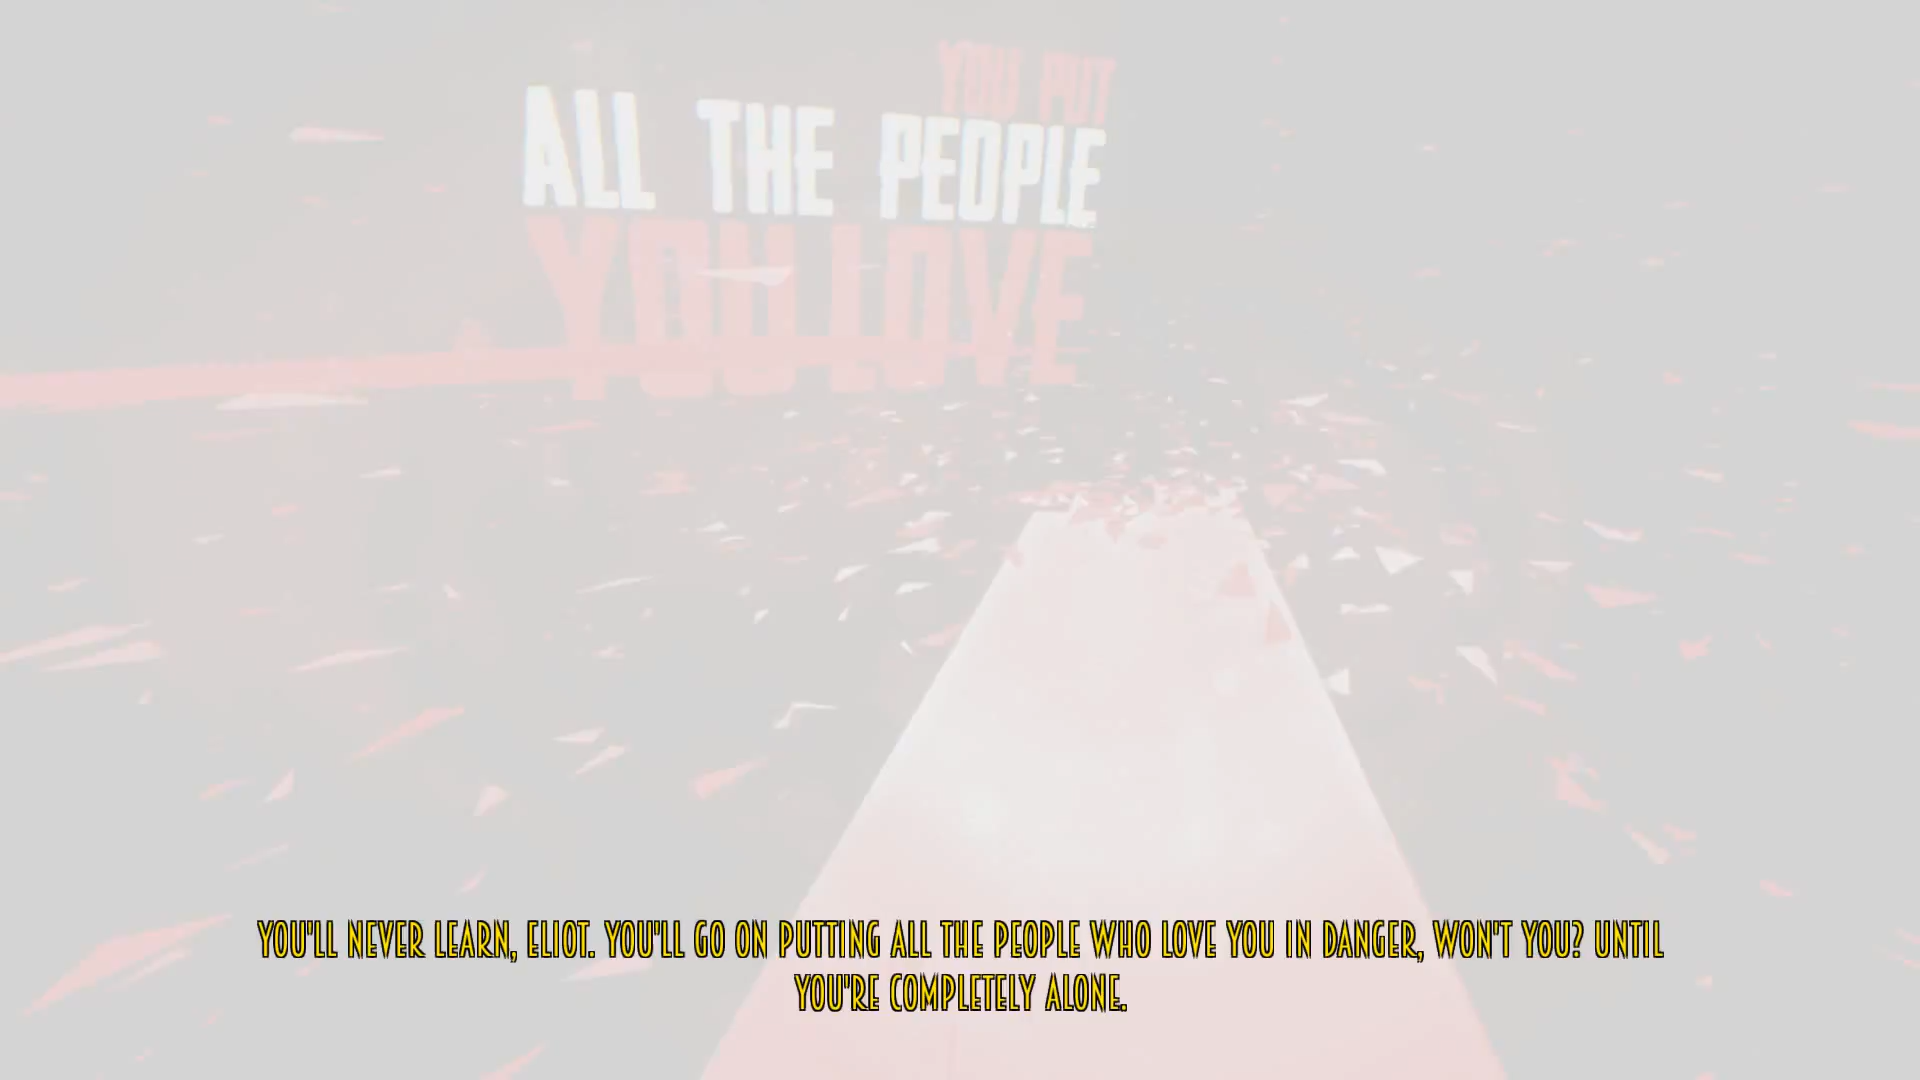 YOU PUT
ALL THE PEOPLE
YOU LOVE
YOU'LL NEVER LEARN, ELIOT. YOU'LL GO ON PUTTING ALL THE PEOPLE WHO LOVE YOU IN DANGER, WON'T YOU? UNTIL
YOU'RE COMPLETELY ALONE.